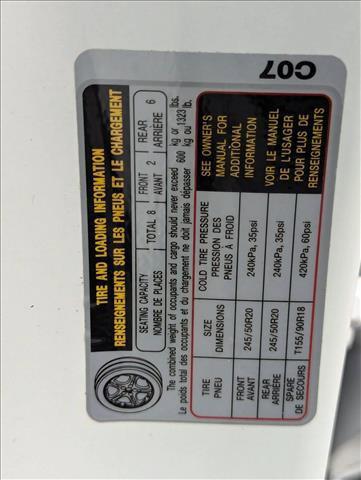 TIRE AND LOADING INFORMATION
RENSEIGNEMENTS SUR LES PNEUS ET LE CHARGEMENT
SEATING CAPACITY TOTAL 8 FRONT 2 REAR 6
NOMBRE DE PLACES AVANT ARRIÈRE
The combined weight of occupants and cargo should never exceed 600 kg or 1323 lbs.
Le poids total des occupants et du chargement ne doit jamais dépasser 600 kg ou 1323 lb.
TIRE SIZE COLD TIRE PRESSURE
PNEU DIMENSIONS PRESSION DES
PNEUS À FROID
FRONT
AVANT 245/50R20 240kPa, 35psi
REAR
ARRIÈRE 245/50R20 240kPa, 35psi
SPARE
DE SECOURS T155/90R18 420kPa, 60psi
SEE OWNER'S
MANUAL FOR
ADDITIONAL
INFORMATION
VOIR LE MANUEL
DE L'USAGER
POUR PLUS DE
RENSEIGNEMENTS
C07